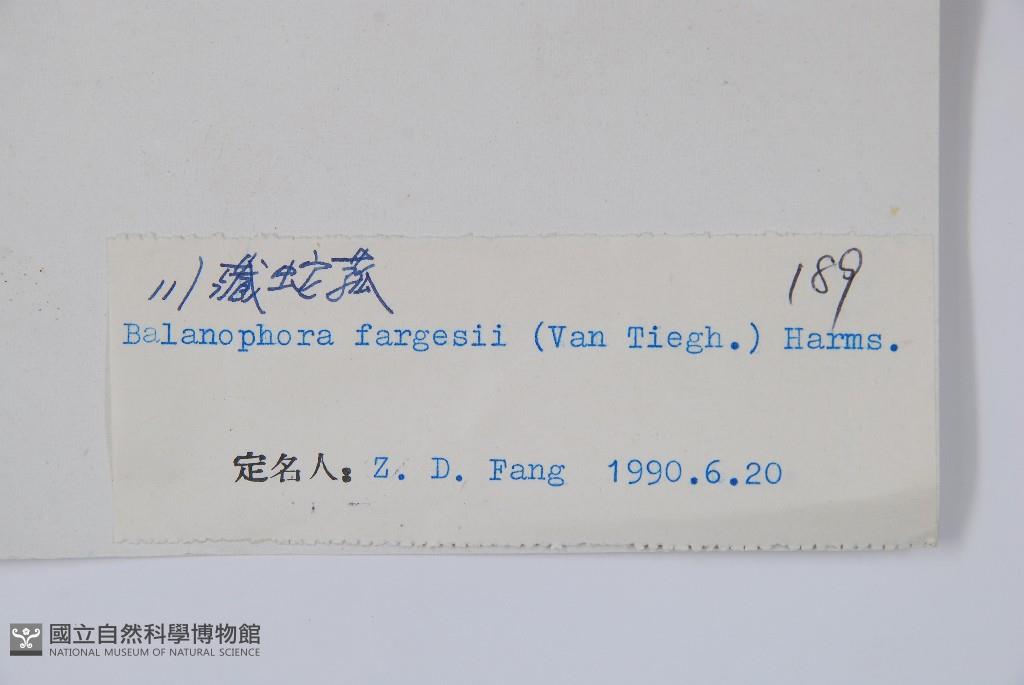 川滇蛇菰 189
Balanophora fargesii (Van Tiegh.) Harms.
定名人: Z. D. Fang 1990.6.20
國立自然科學博物館
NATIONAL MUSEUM OF NATURAL SCIENCE